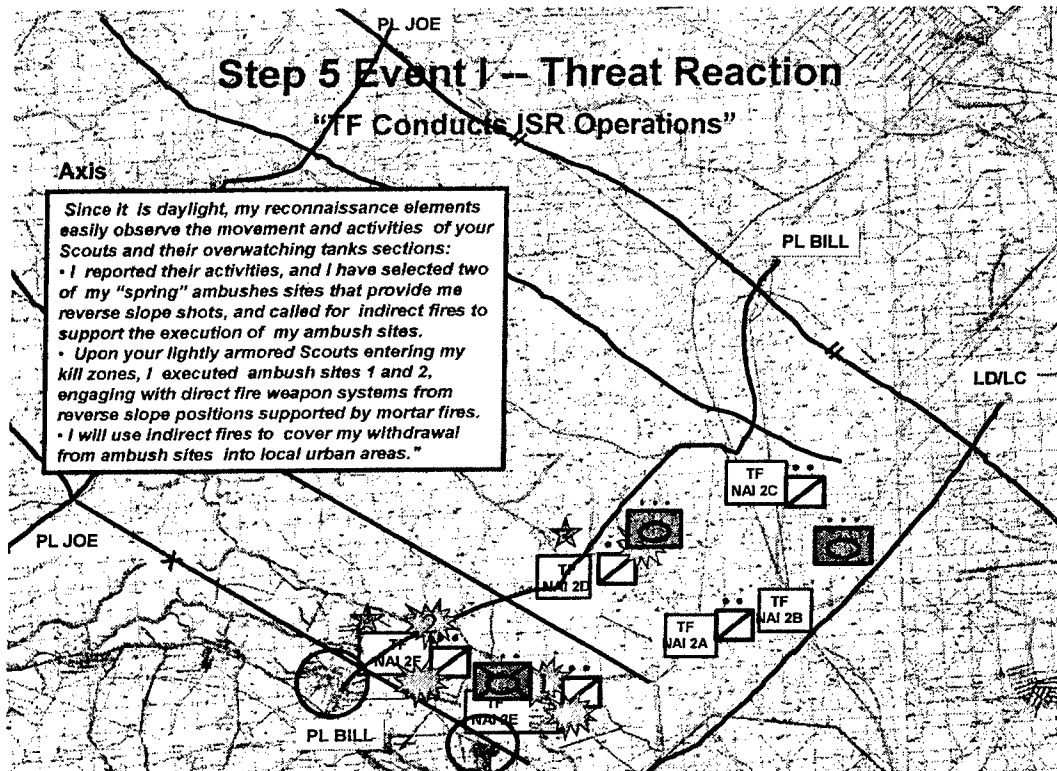 PL JOE
Step 5 Event I -- Threat Reaction
"TF Conducts ISR Operations"
Axis
Since it is daylight, my reconnaissance elements
easily observe the movement and activities of your
Scouts and their overwatching tanks sections:
• I reported their activities, and I have selected two
of my "spring" ambushes sites that provide me
reverse slope shots, and called for indirect fires to
support the execution of my ambush sites.
• Upon your lightly armored Scouts entering my
kill zones, I executed ambush sites 1 and 2,
engaging with direct fire weapon systems from
reverse slope positions supported by mortar fires.
• I will use indirect fires to cover my withdrawal
from ambush sites into local urban areas."
PL BILL
LD/LC
TF
NAI 2C
PL JOE
TF
NAI 2D
TF
NAI 2B
TF
NAI 2A
TF
NAI 2F
TF
NAI 2E
PL BILL